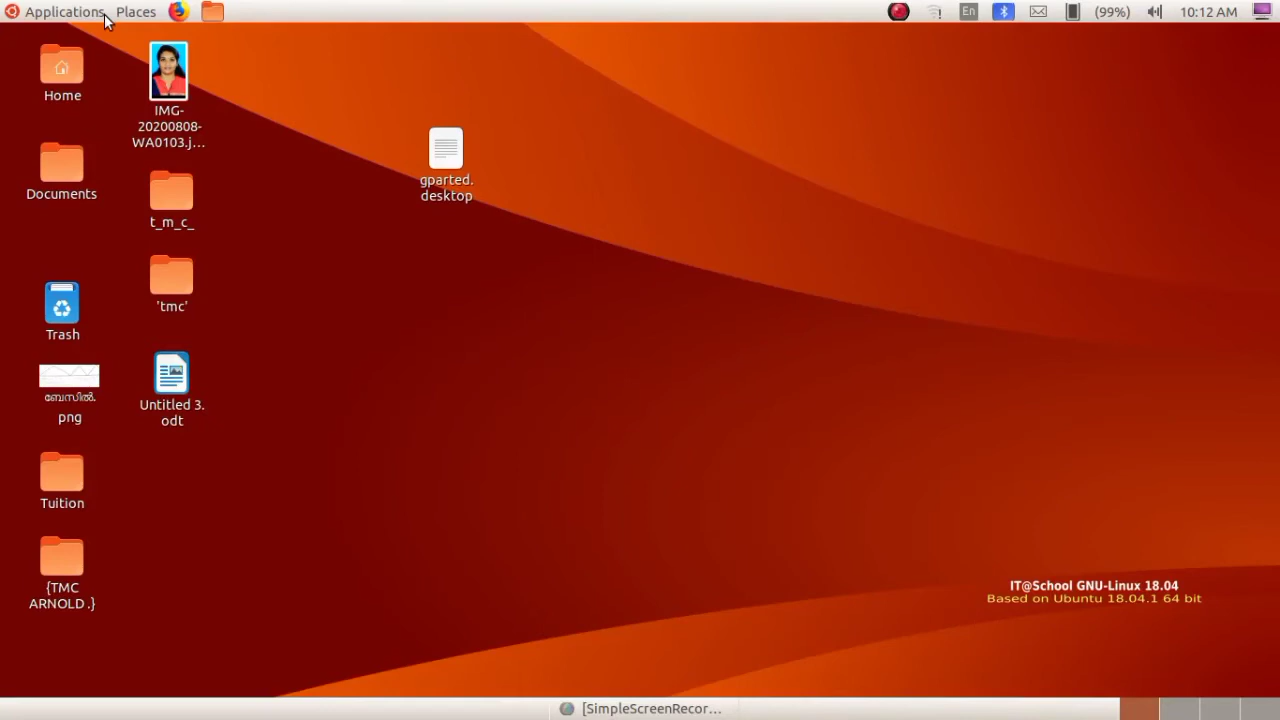 Applications Places
En (99%) 10:12 AM
Home
IMG-
20200808-
WA0103.j...
gparted.
desktop
Documents
t_m_c_
'tmc'
Trash
ബേസിൽ.
png
Untitled 3.
odt
Tuition
{TMC
ARNOLD .}
IT@School GNU-Linux 18.04
Based on Ubuntu 18.04.1 64 bit
[SimpleScreenRecor...